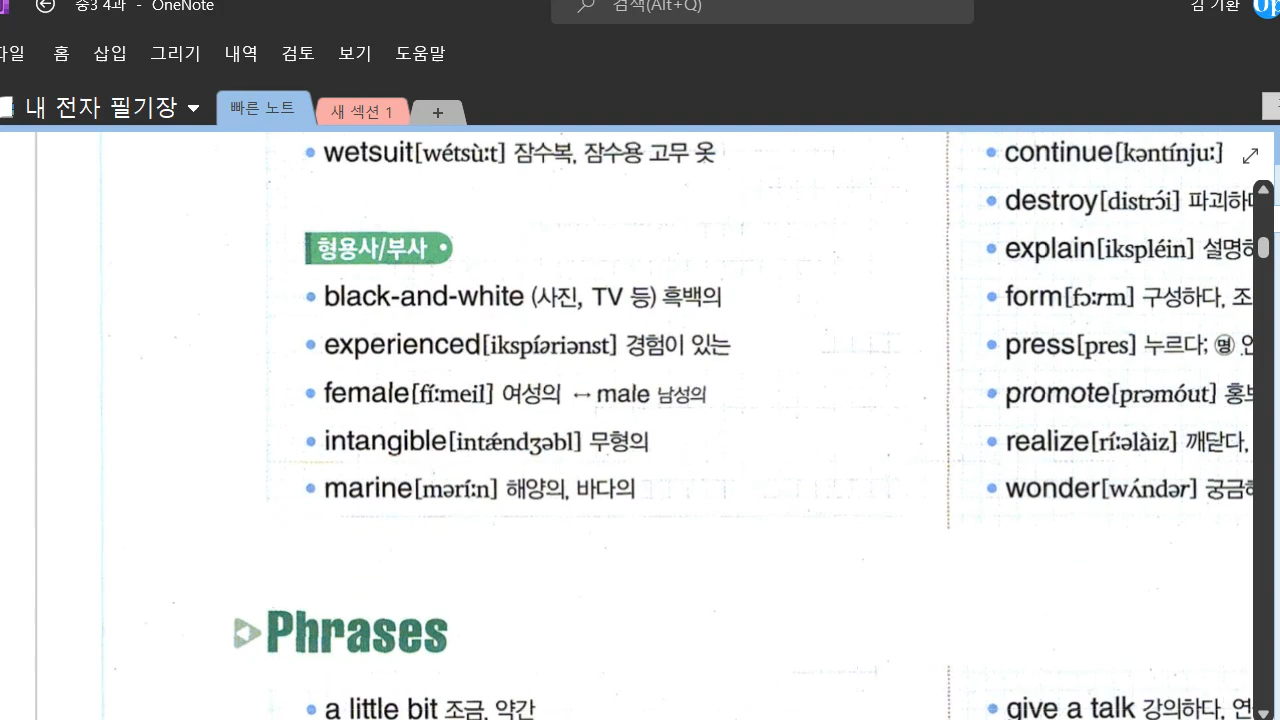 중3 4과 - OneNote
검색(Alt+Q)
김 기환
파일 홈 삽입 그리기 내역 검토 보기 도움말
내 전자 필기장
빠른 노트
새 섹션 1
+
wetsuit[wétsùːt] 잠수복, 잠수용 고무 옷
형용사/부사
black-and-white (사진, TV 등) 흑백의
experienced[ikspíəriənst] 경험이 있는
female[fíːmeil] 여성의 ↔ male 남성의
intangible[intǽndʒəbl] 무형의
marine[məríːn] 해양의, 바다의
continue[kəntínjuː]
destroy[distrɔ́i] 파괴하다
explain[ikspléin] 설명하
form[fɔːrm] 구성하다, 조
press[pres] 누르다; 명
promote[prəmóut] 홍보
realize[ríːəlàiz] 깨닫다,
wonder[wʌ́ndər] 궁금해
Phrases
a little bit 조금, 약간
give a talk 강의하다, 연